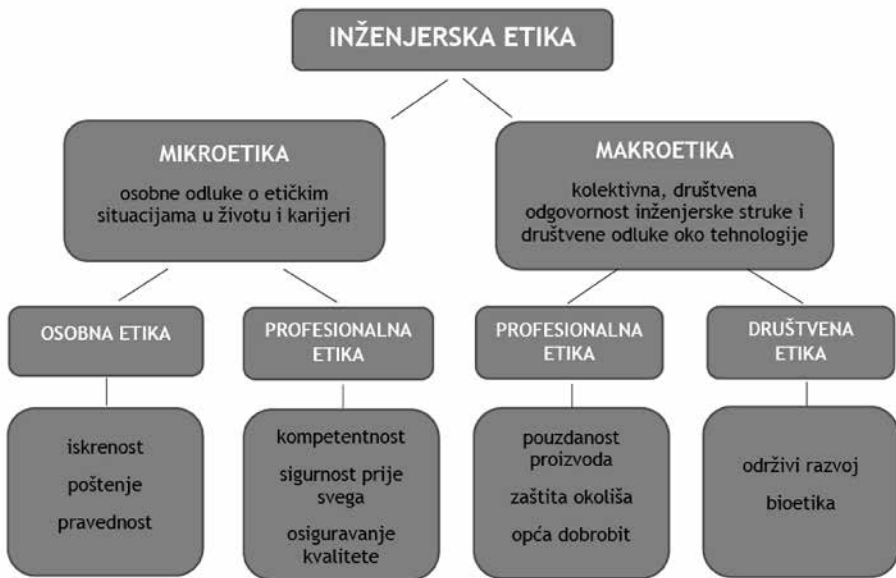 INŽENJERSKA ETIKA
MIKROETIKA
osobne odluke o etičkim
situacijama u životu i karijeri
MAKROETIKA
kolektivna, društvena
odgovornost inženjerske struke i
društvene odluke oko tehnologije
OSOBNA ETIKA
PROFESIONALNA
ETIKA
PROFESIONALNA
ETIKA
DRUŠTVENA
ETIKA
iskrenost
poštenje
pravednost
kompetentnost
sigurnost prije
svega
osiguravanje
kvalitete
pouzdanost
proizvoda
zaštita okoliša
opća dobrobit
održivi razvoj
bioetika